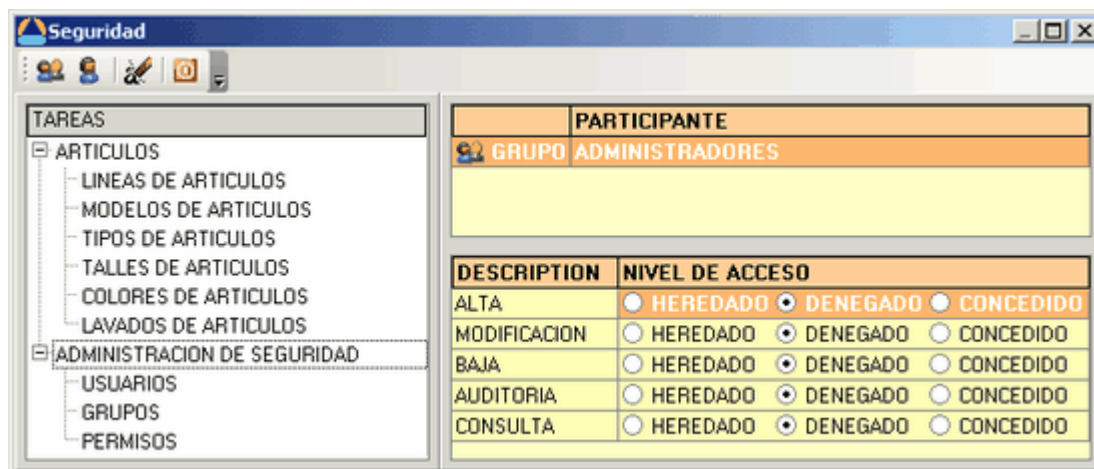 Seguridad
TAREAS
ARTICULOS
LINEAS DE ARTICULOS
MODELOS DE ARTICULOS
TIPOS DE ARTICULOS
TALLES DE ARTICULOS
COLORES DE ARTICULOS
LAVADOS DE ARTICULOS
ADMINISTRACION DE SEGURIDAD
USUARIOS
GRUPOS
PERMISOS
PARTICIPANTE
GRUPO ADMINISTRADORES
DESCRIPTION NIVEL DE ACCESO
ALTA HEREDADO DENEGADO CONCEDIDO
MODIFICACION HEREDADO DENEGADO CONCEDIDO
BAJA HEREDADO DENEGADO CONCEDIDO
AUDITORIA HEREDADO DENEGADO CONCEDIDO
CONSULTA HEREDADO DENEGADO CONCEDIDO